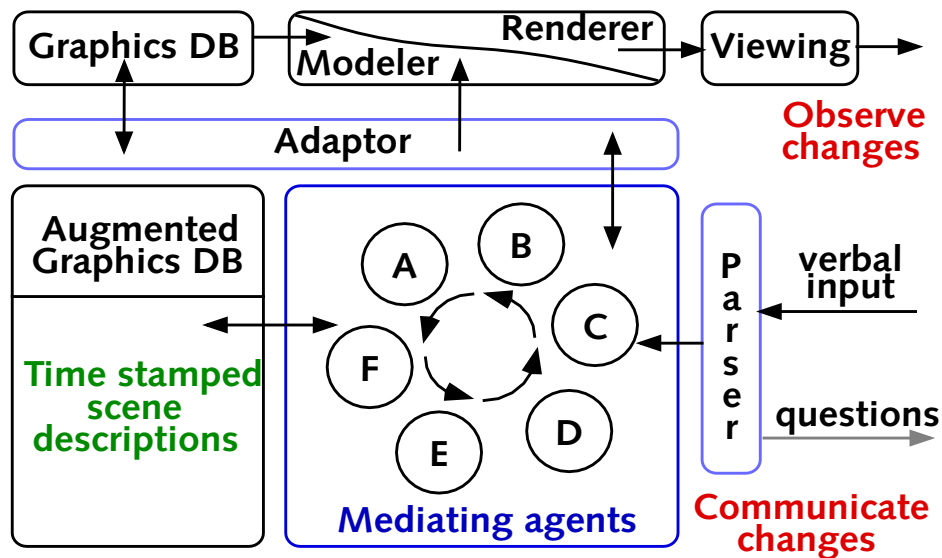 Graphics DB
Modeler
Renderer
Viewing
Observe
changes
Adaptor
Augmented
Graphics DB
Time stamped
scene
descriptions
A
B
C
D
E
F
Mediating agents
Parser
verbal
input
questions
Communicate
changes